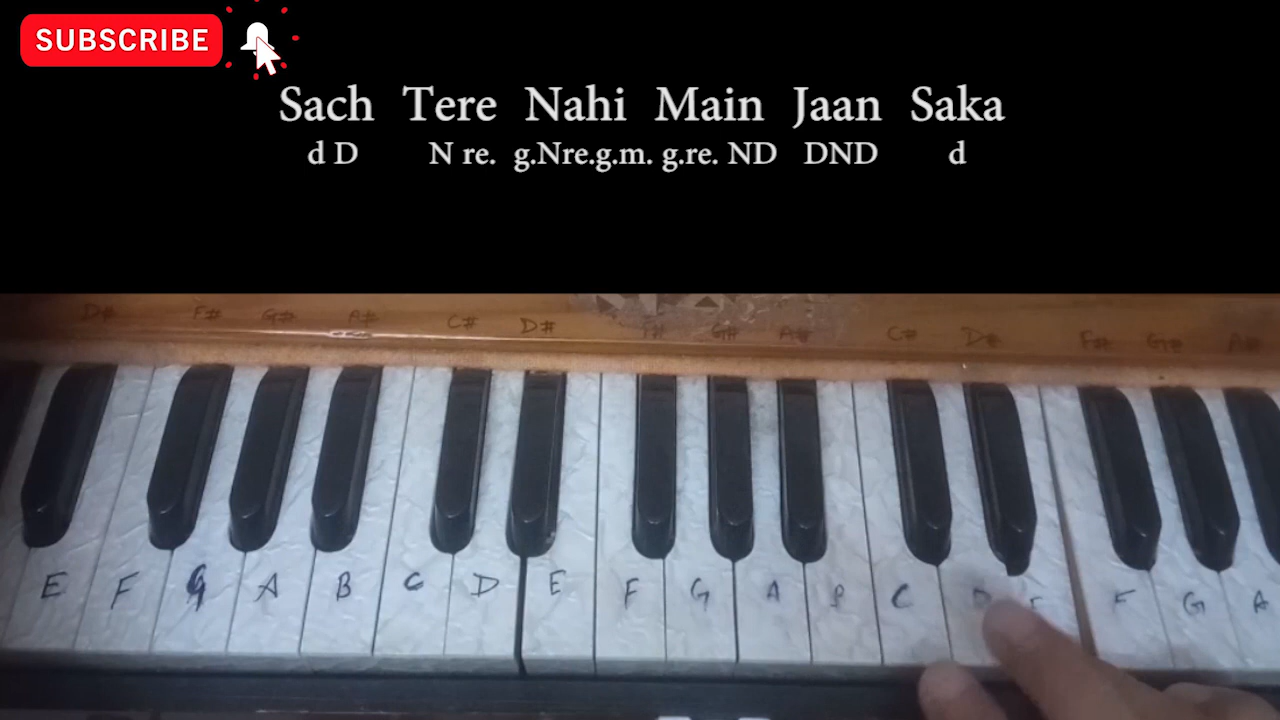 SUBSCRIBE
Sach Tere Nahi Main Jaan Saka
d D N re. g.Nre.g.m. g.re. ND DND d
D# F# G# A# C# D# F# G# A# C# D# F# G# A#
E F G A B C D E F G A B C D E F G A